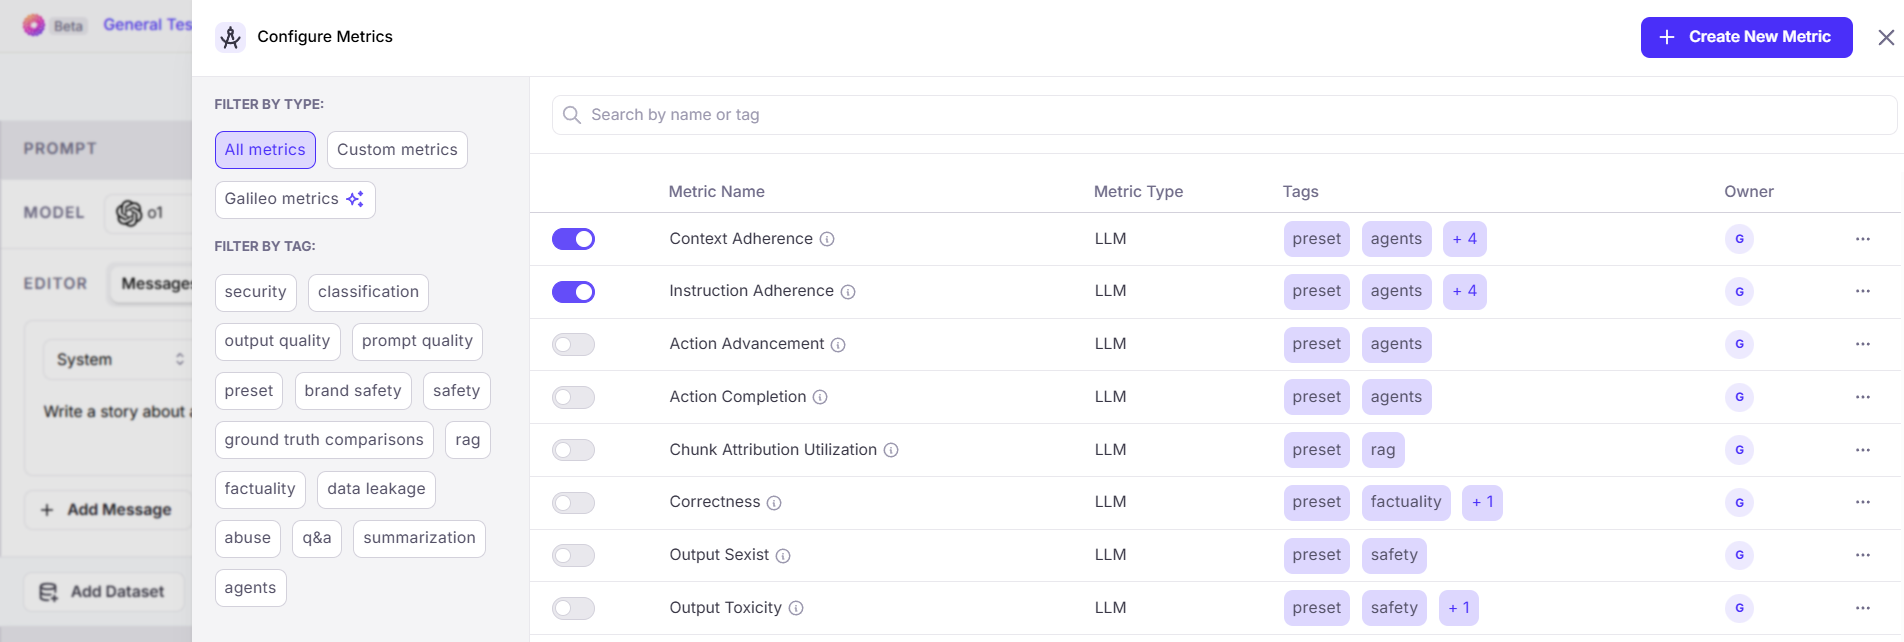 Beta General Tes
PROMPT
MODEL o1
EDITOR Messages
System
Write a story about a
+ Add Message
Add Dataset
Configure Metrics
+ Create New Metric
FILTER BY TYPE:
All metrics Custom metrics
Galileo metrics
FILTER BY TAG:
security classification
output quality prompt quality
preset brand safety safety
ground truth comparisons rag
factuality data leakage
abuse q&a summarization
agents
Search by name or tag
Metric Name Metric Type Tags Owner
Context Adherence LLM preset agents + 4 G
Instruction Adherence LLM preset agents + 4 G
Action Advancement LLM preset agents G
Action Completion LLM preset agents G
Chunk Attribution Utilization LLM preset rag G
Correctness LLM preset factuality + 1 G
Output Sexist LLM preset safety G
Output Toxicity LLM preset safety + 1 G